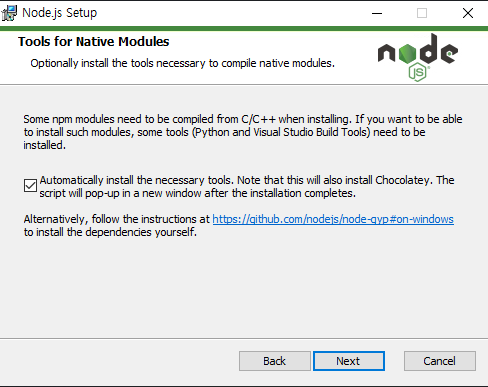 Node.js Setup
Tools for Native Modules
Optionally install the tools necessary to compile native modules.
node
JS
Some npm modules need to be compiled from C/C++ when installing. If you want to be able
to install such modules, some tools (Python and Visual Studio Build Tools) need to be
installed.
Automatically install the necessary tools. Note that this will also install Chocolatey. The
script will pop-up in a new window after the installation completes.
Alternatively, follow the instructions at https://github.com/nodejs/node-gyp#on-windows
to install the dependencies yourself.
Back
Next
Cancel